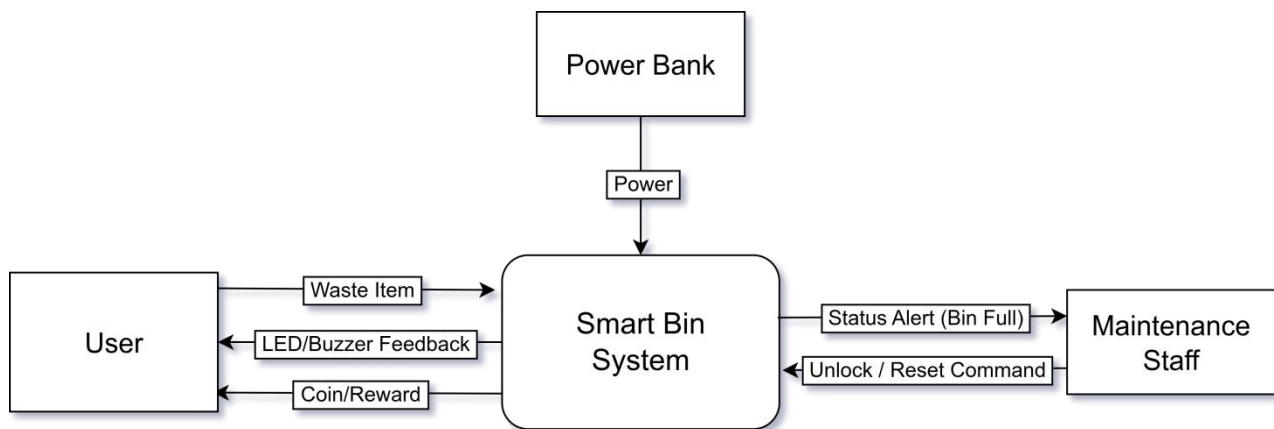 Power Bank
Power
User
Waste Item
LED/Buzzer Feedback
Coin/Reward
Smart Bin
System
Status Alert (Bin Full)
Unlock / Reset Command
Maintenance
Staff